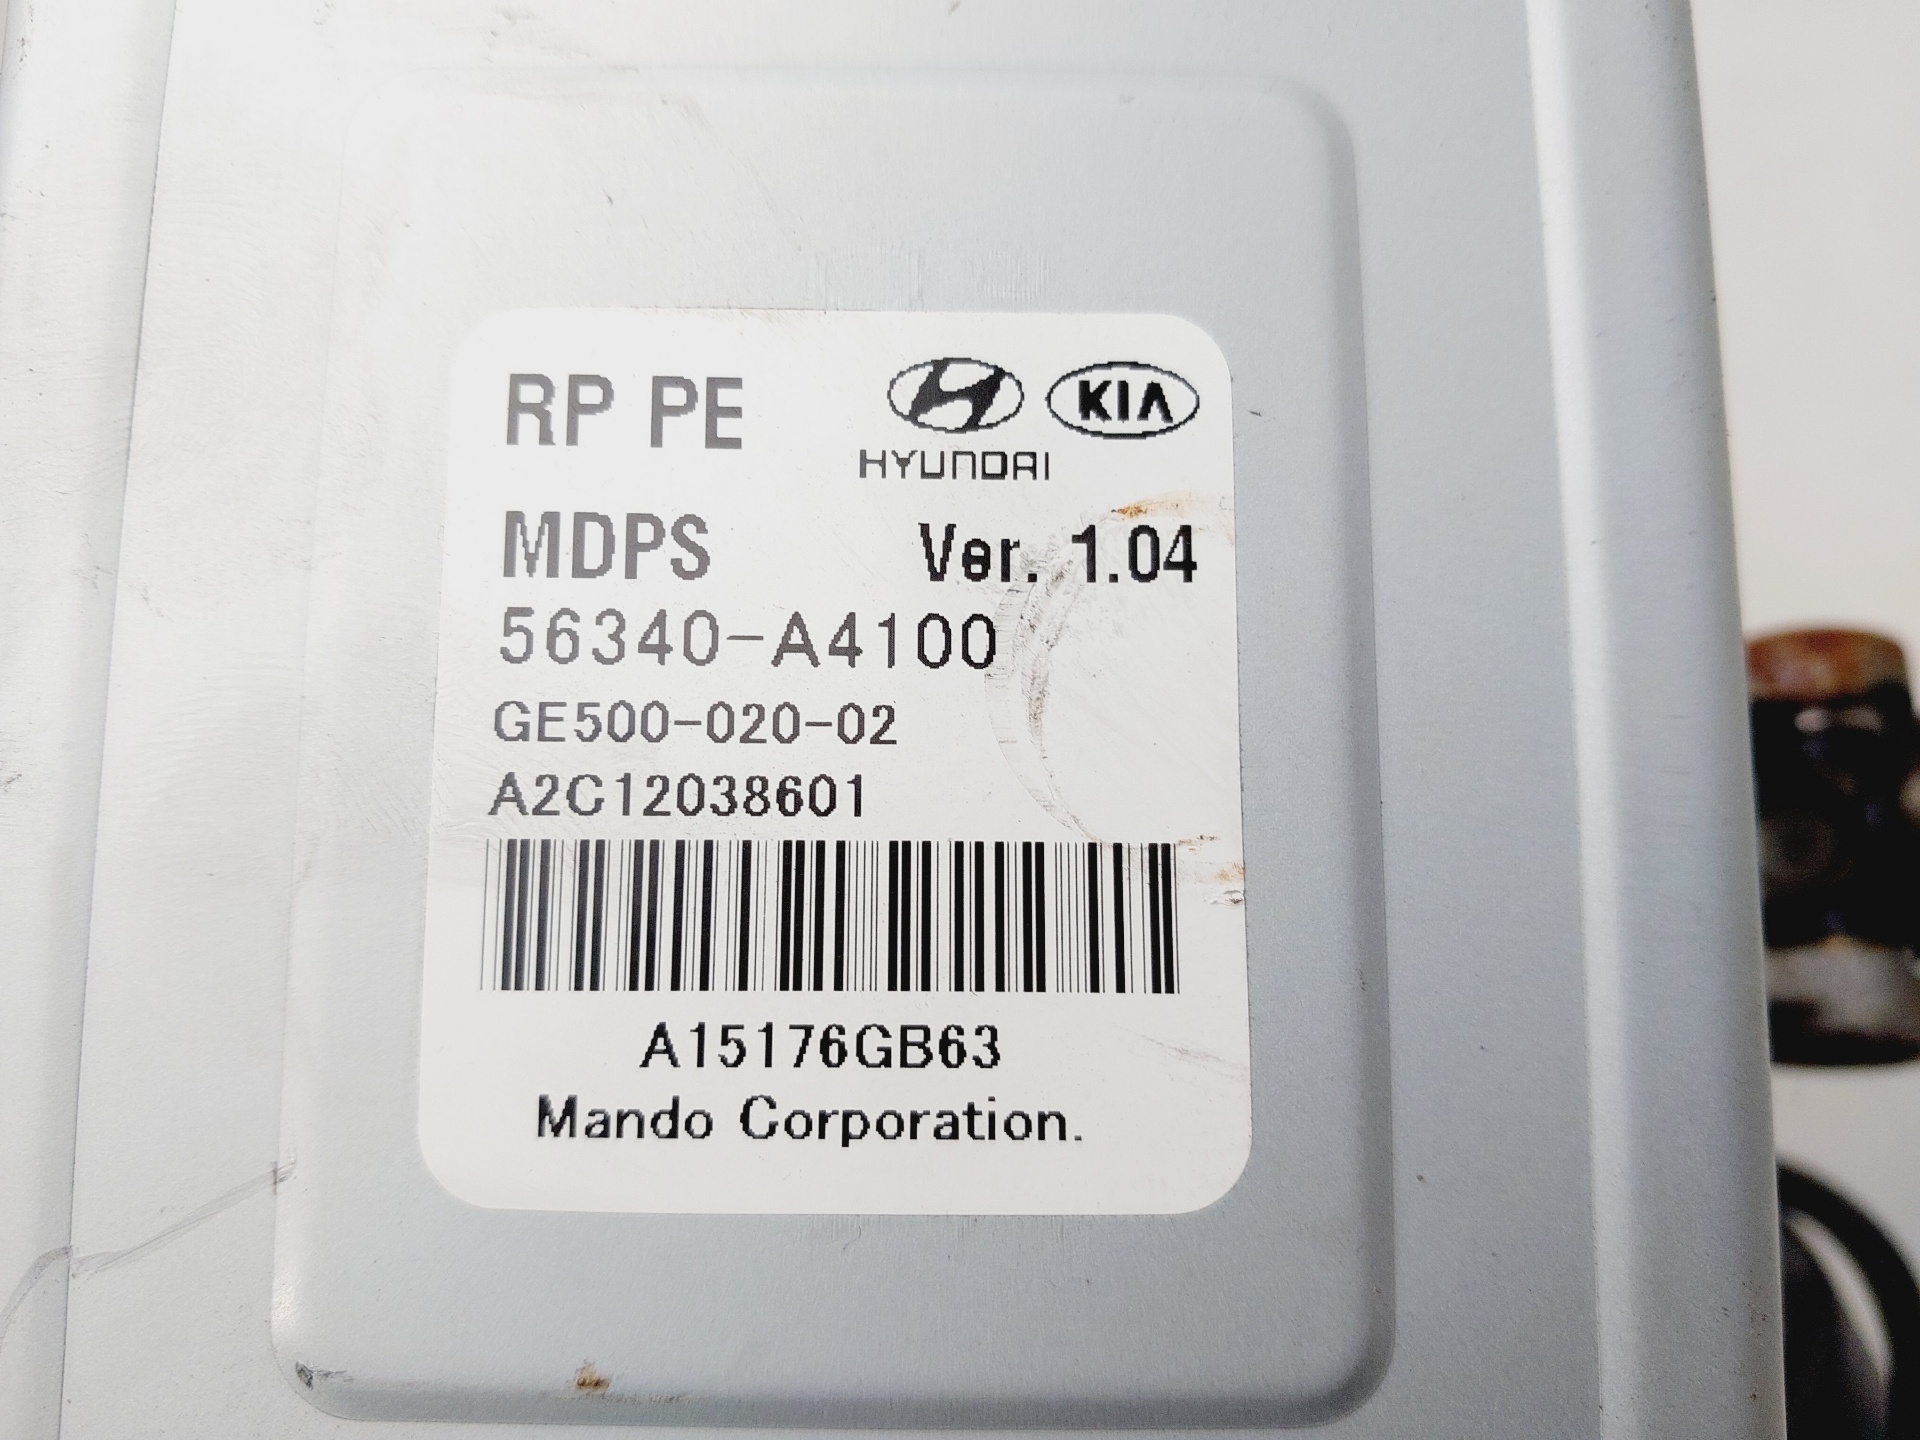 RP PE
HYUNDAI KIA
MDPS Ver. 1.04
56340-A4100
GE500-020-02
A2C12038601
A15176GB63
Mando Corporation.